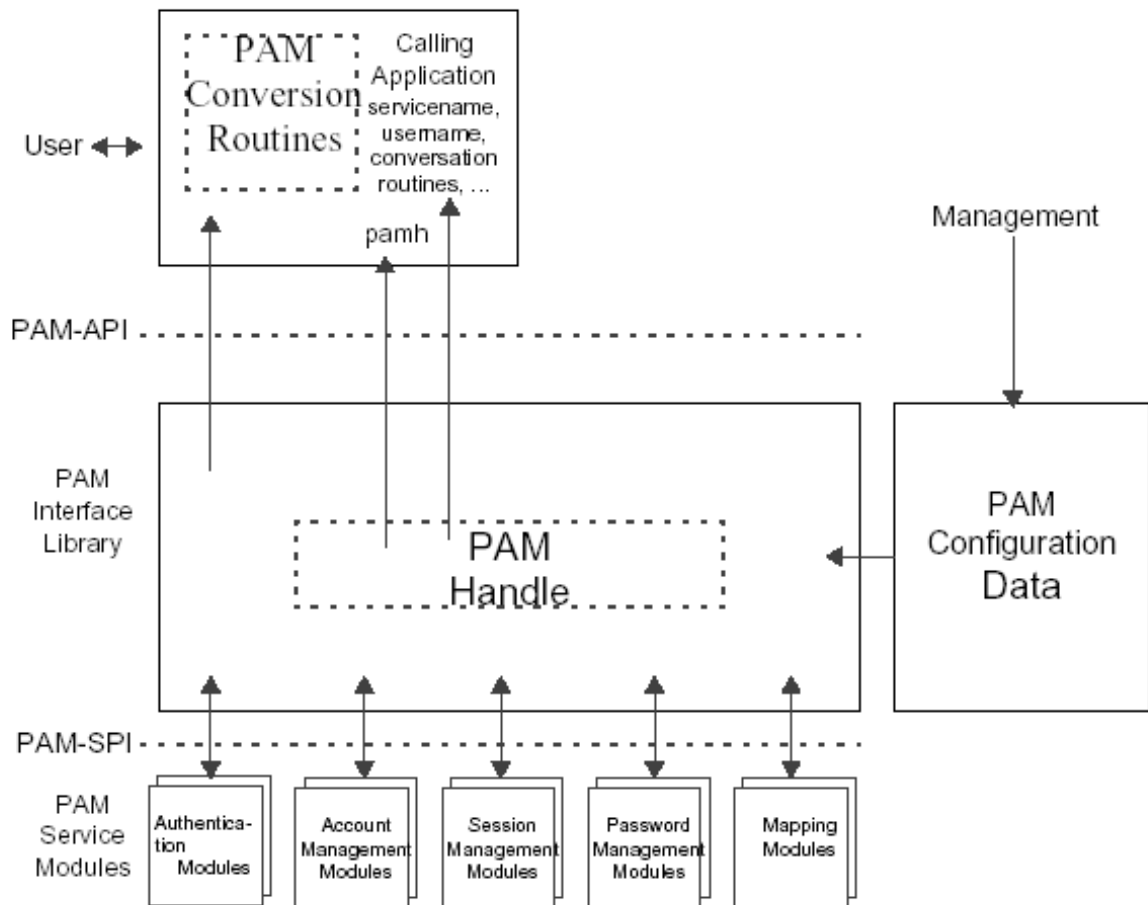 PAM
Conversion
Routines
Calling
Application
servicename,
username,
conversation
routines, ...
User
pamh
Management
PAM-API
PAM
Interface
Library
PAM
Handle
PAM
Configuration
Data
PAM-SPI
PAM
Service
Modules
Authentica-
tion
Modules
Account
Management
Modules
Session
Management
Modules
Password
Management
Modules
Mapping
Modules